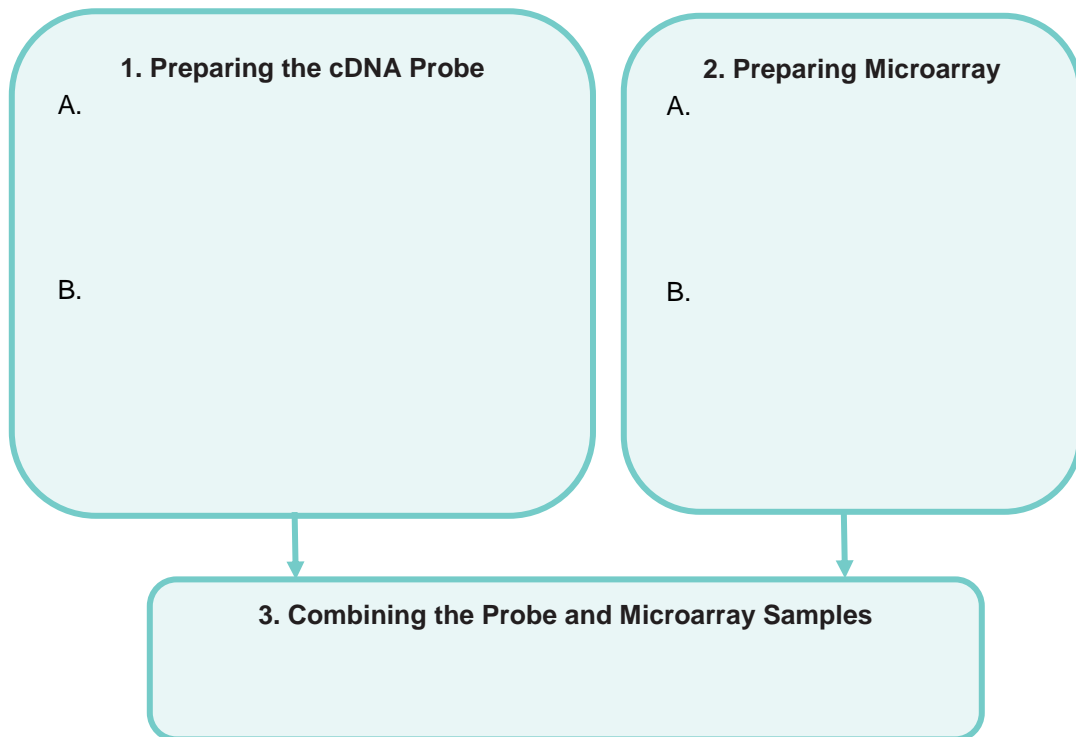 1. Preparing the cDNA Probe
A.
B.
2. Preparing Microarray
A.
B.
3. Combining the Probe and Microarray Samples